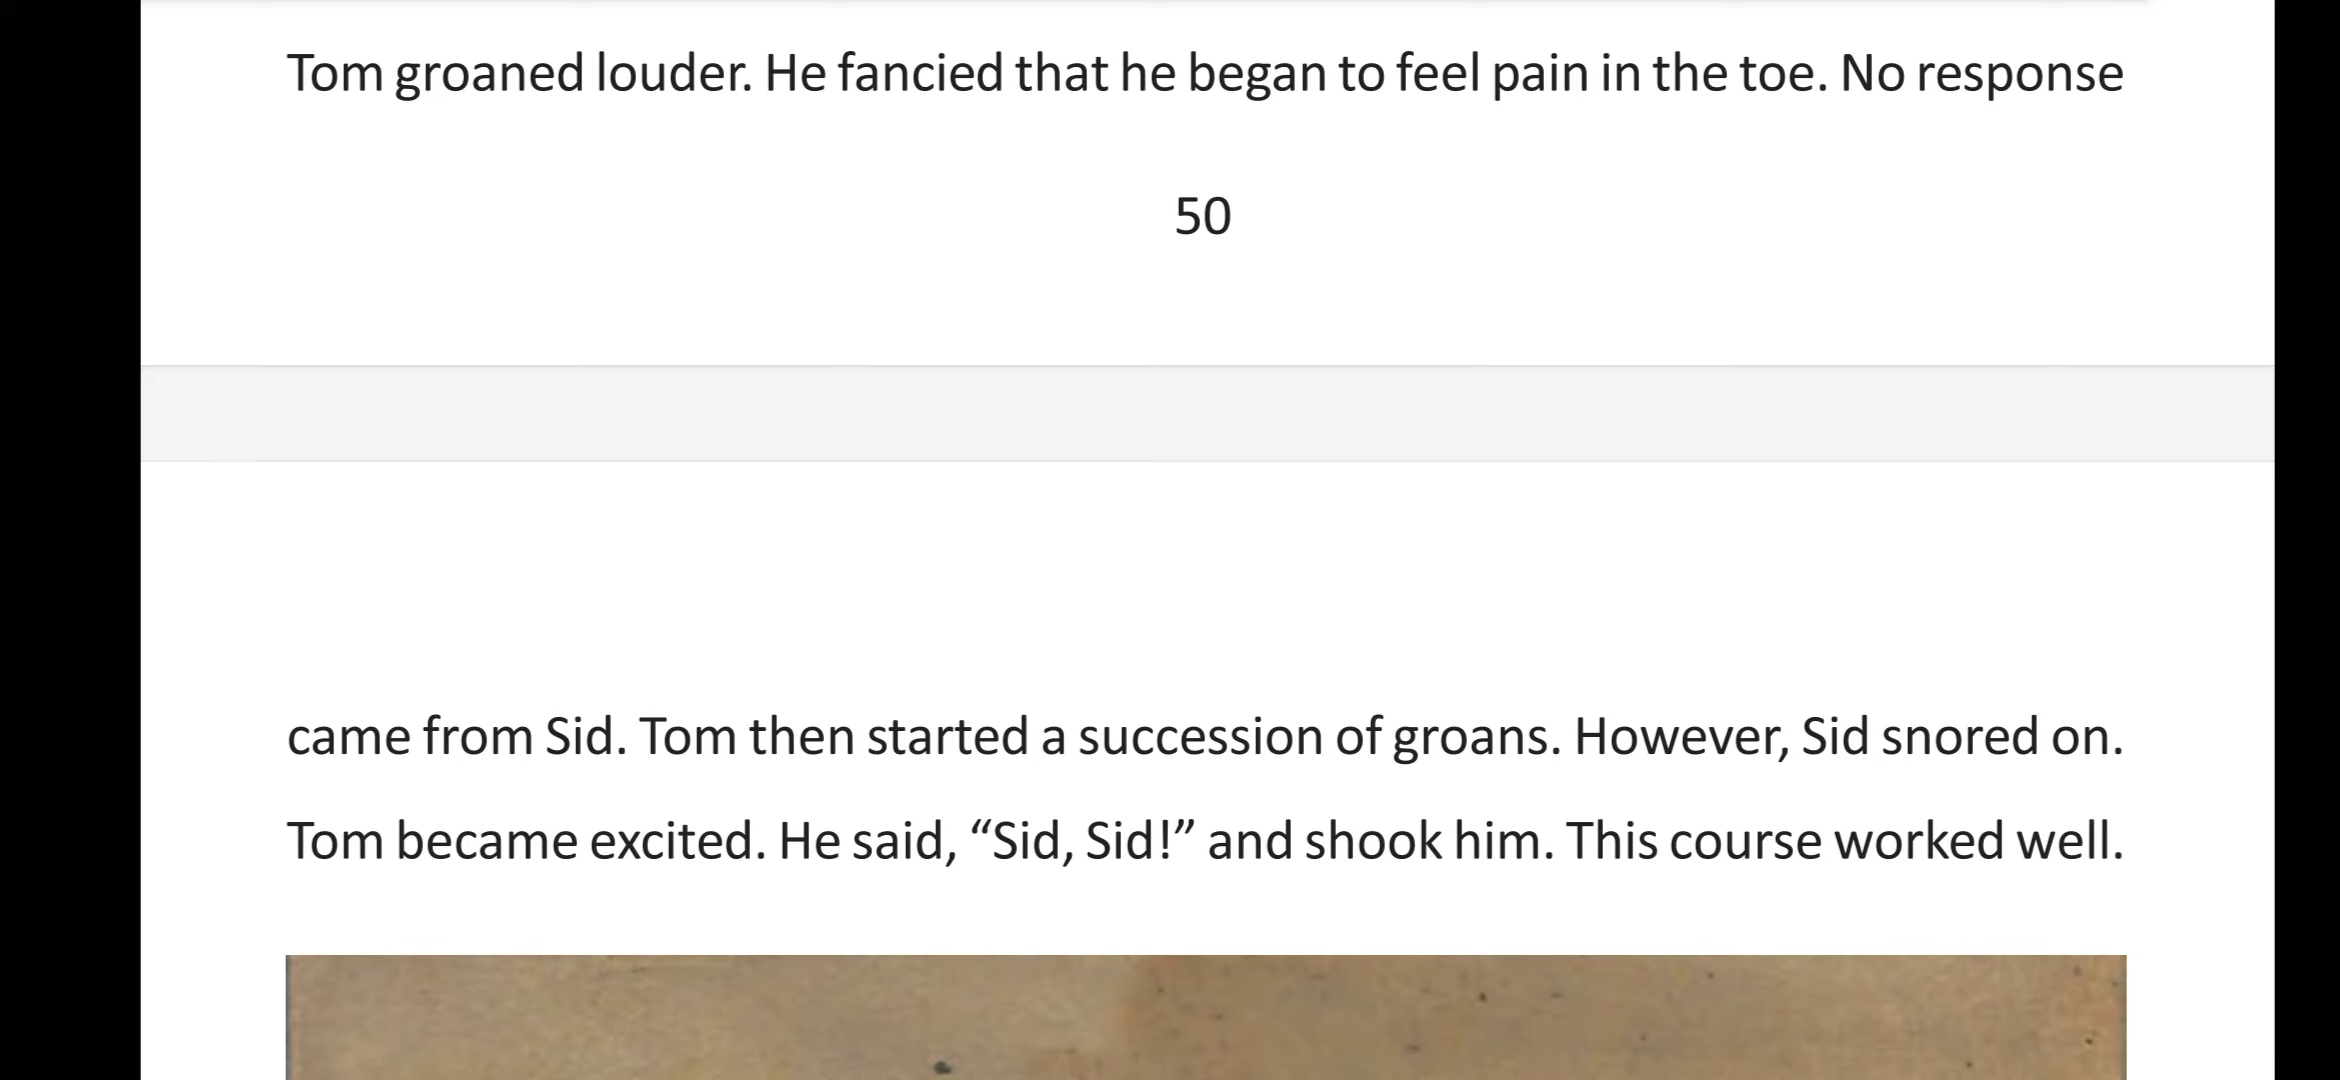 Tom groaned louder. He fancied that he began to feel pain in the toe. No response
50
came from Sid. Tom then started a succession of groans. However, Sid snored on.
Tom became excited. He said, “Sid, Sid!” and shook him. This course worked well.